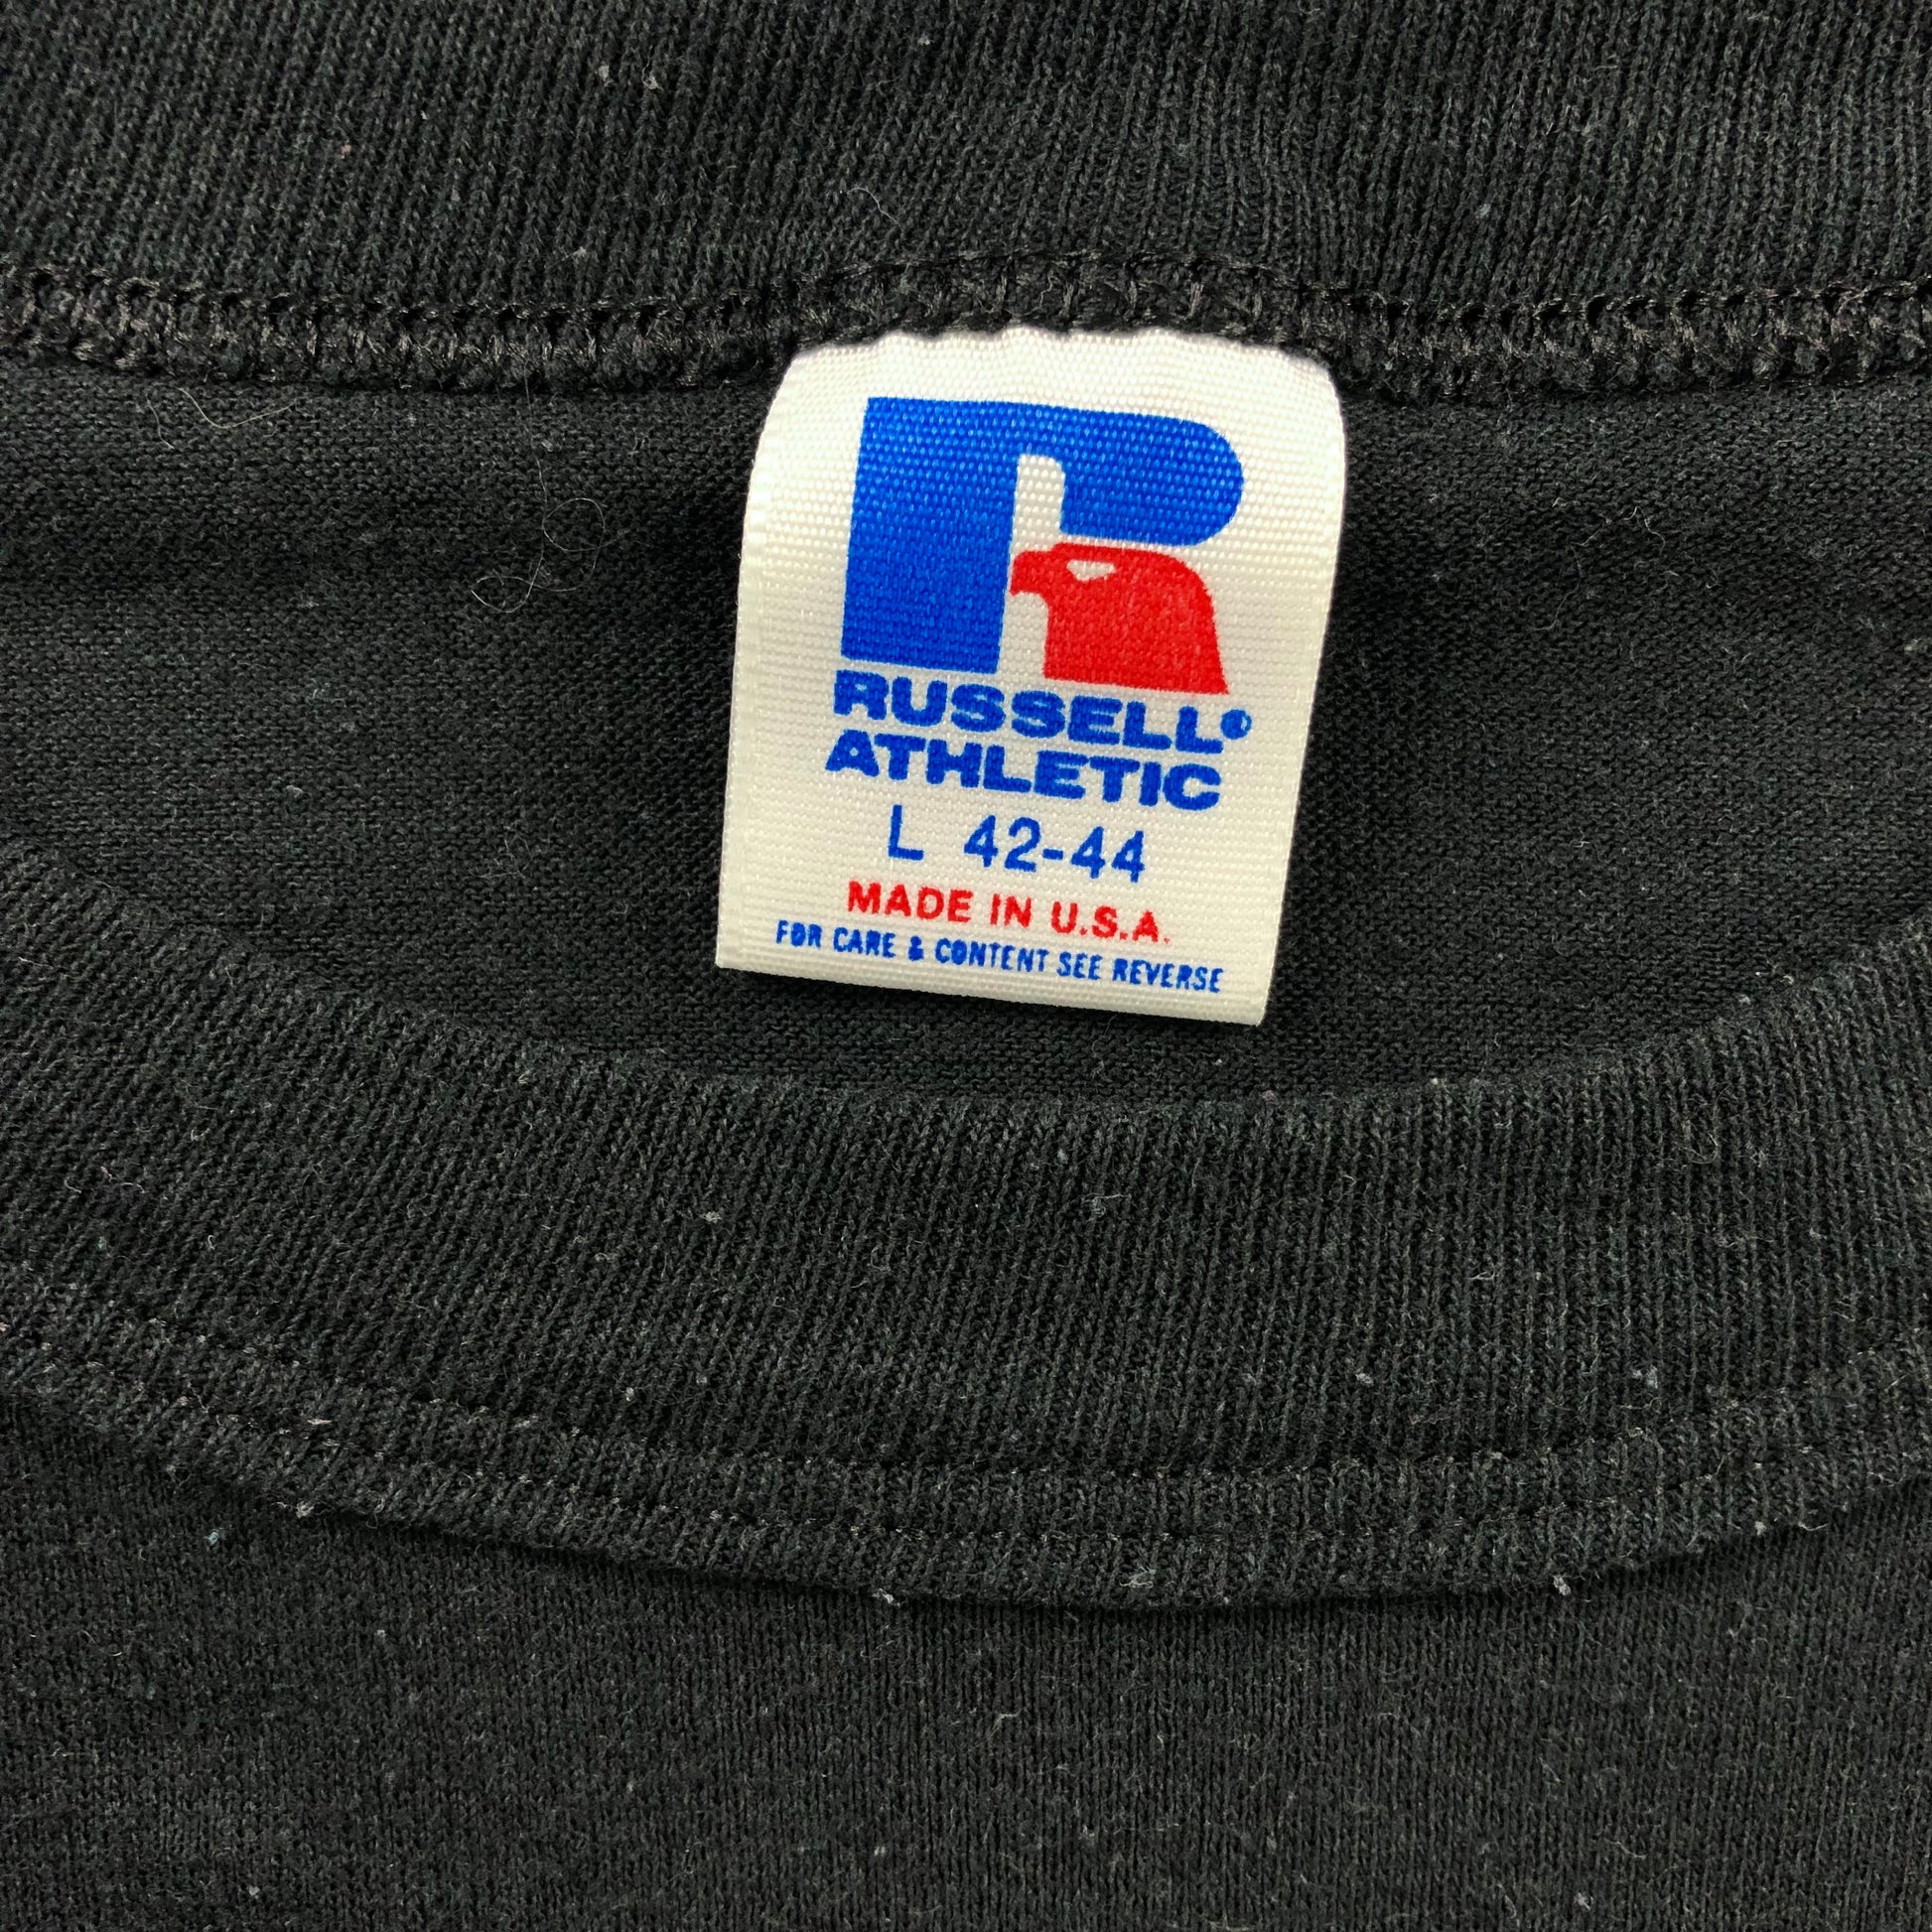 R
RUSSELL®
ATHLETIC
L 42-44
MADE IN U.S.A.
FOR CARE & CONTENT SEE REVERSE